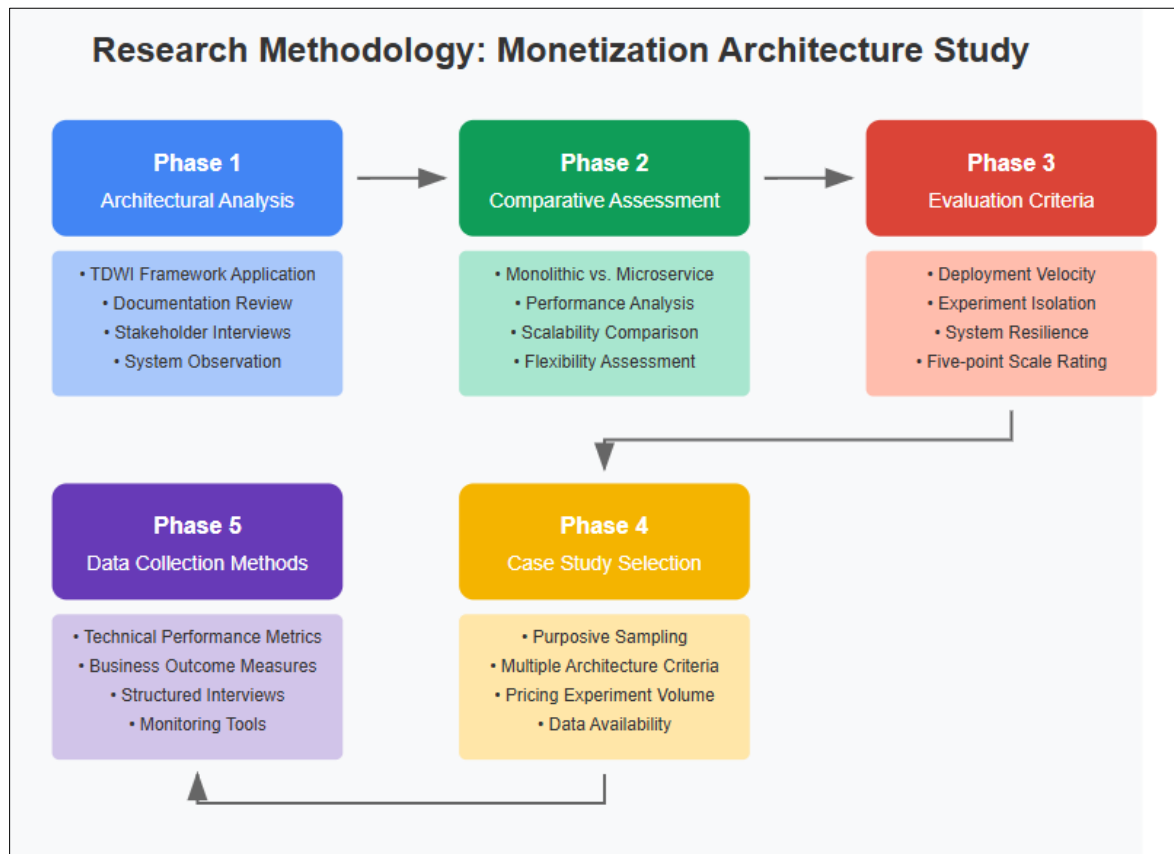 Research Methodology: Monetization Architecture Study
Phase 1
Architectural Analysis
• TDWI Framework Application
• Documentation Review
• Stakeholder Interviews
• System Observation
Phase 2
Comparative Assessment
• Monolithic vs. Microservice
• Performance Analysis
• Scalability Comparison
• Flexibility Assessment
Phase 3
Evaluation Criteria
• Deployment Velocity
• Experiment Isolation
• System Resilience
• Five-point Scale Rating
Phase 4
Case Study Selection
• Purposive Sampling
• Multiple Architecture Criteria
• Pricing Experiment Volume
• Data Availability
Phase 5
Data Collection Methods
• Technical Performance Metrics
• Business Outcome Measures
• Structured Interviews
• Monitoring Tools